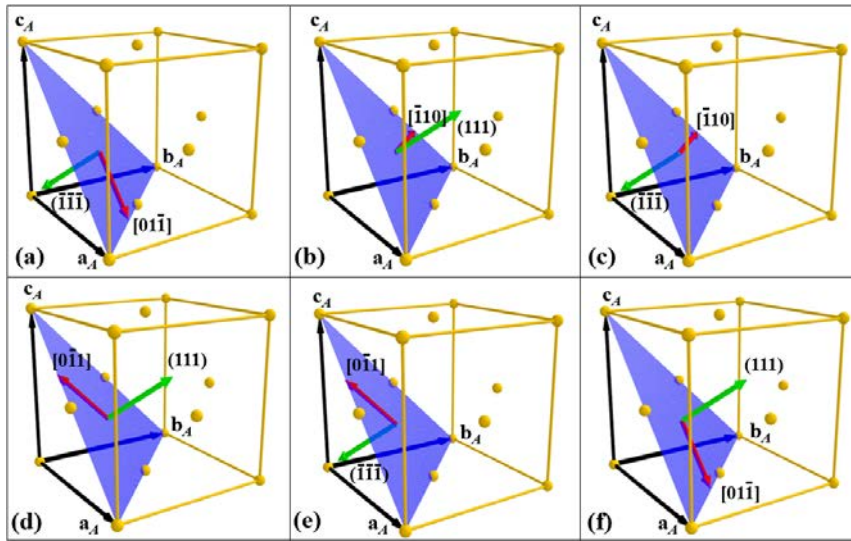 c_A
b_A
(1̄1̄1̄)
[011̄]
a_A
(a)
c_A
[1̄10]
(111)
b_A
a_A
(b)
c_A
[1̄10]
b_A
(1̄1̄1̄)
a_A
(c)
c_A
[01̄1]
(111)
b_A
a_A
(d)
c_A
[01̄1]
b_A
(1̄1̄1̄)
a_A
(e)
c_A
(111)
b_A
[011̄]
a_A
(f)